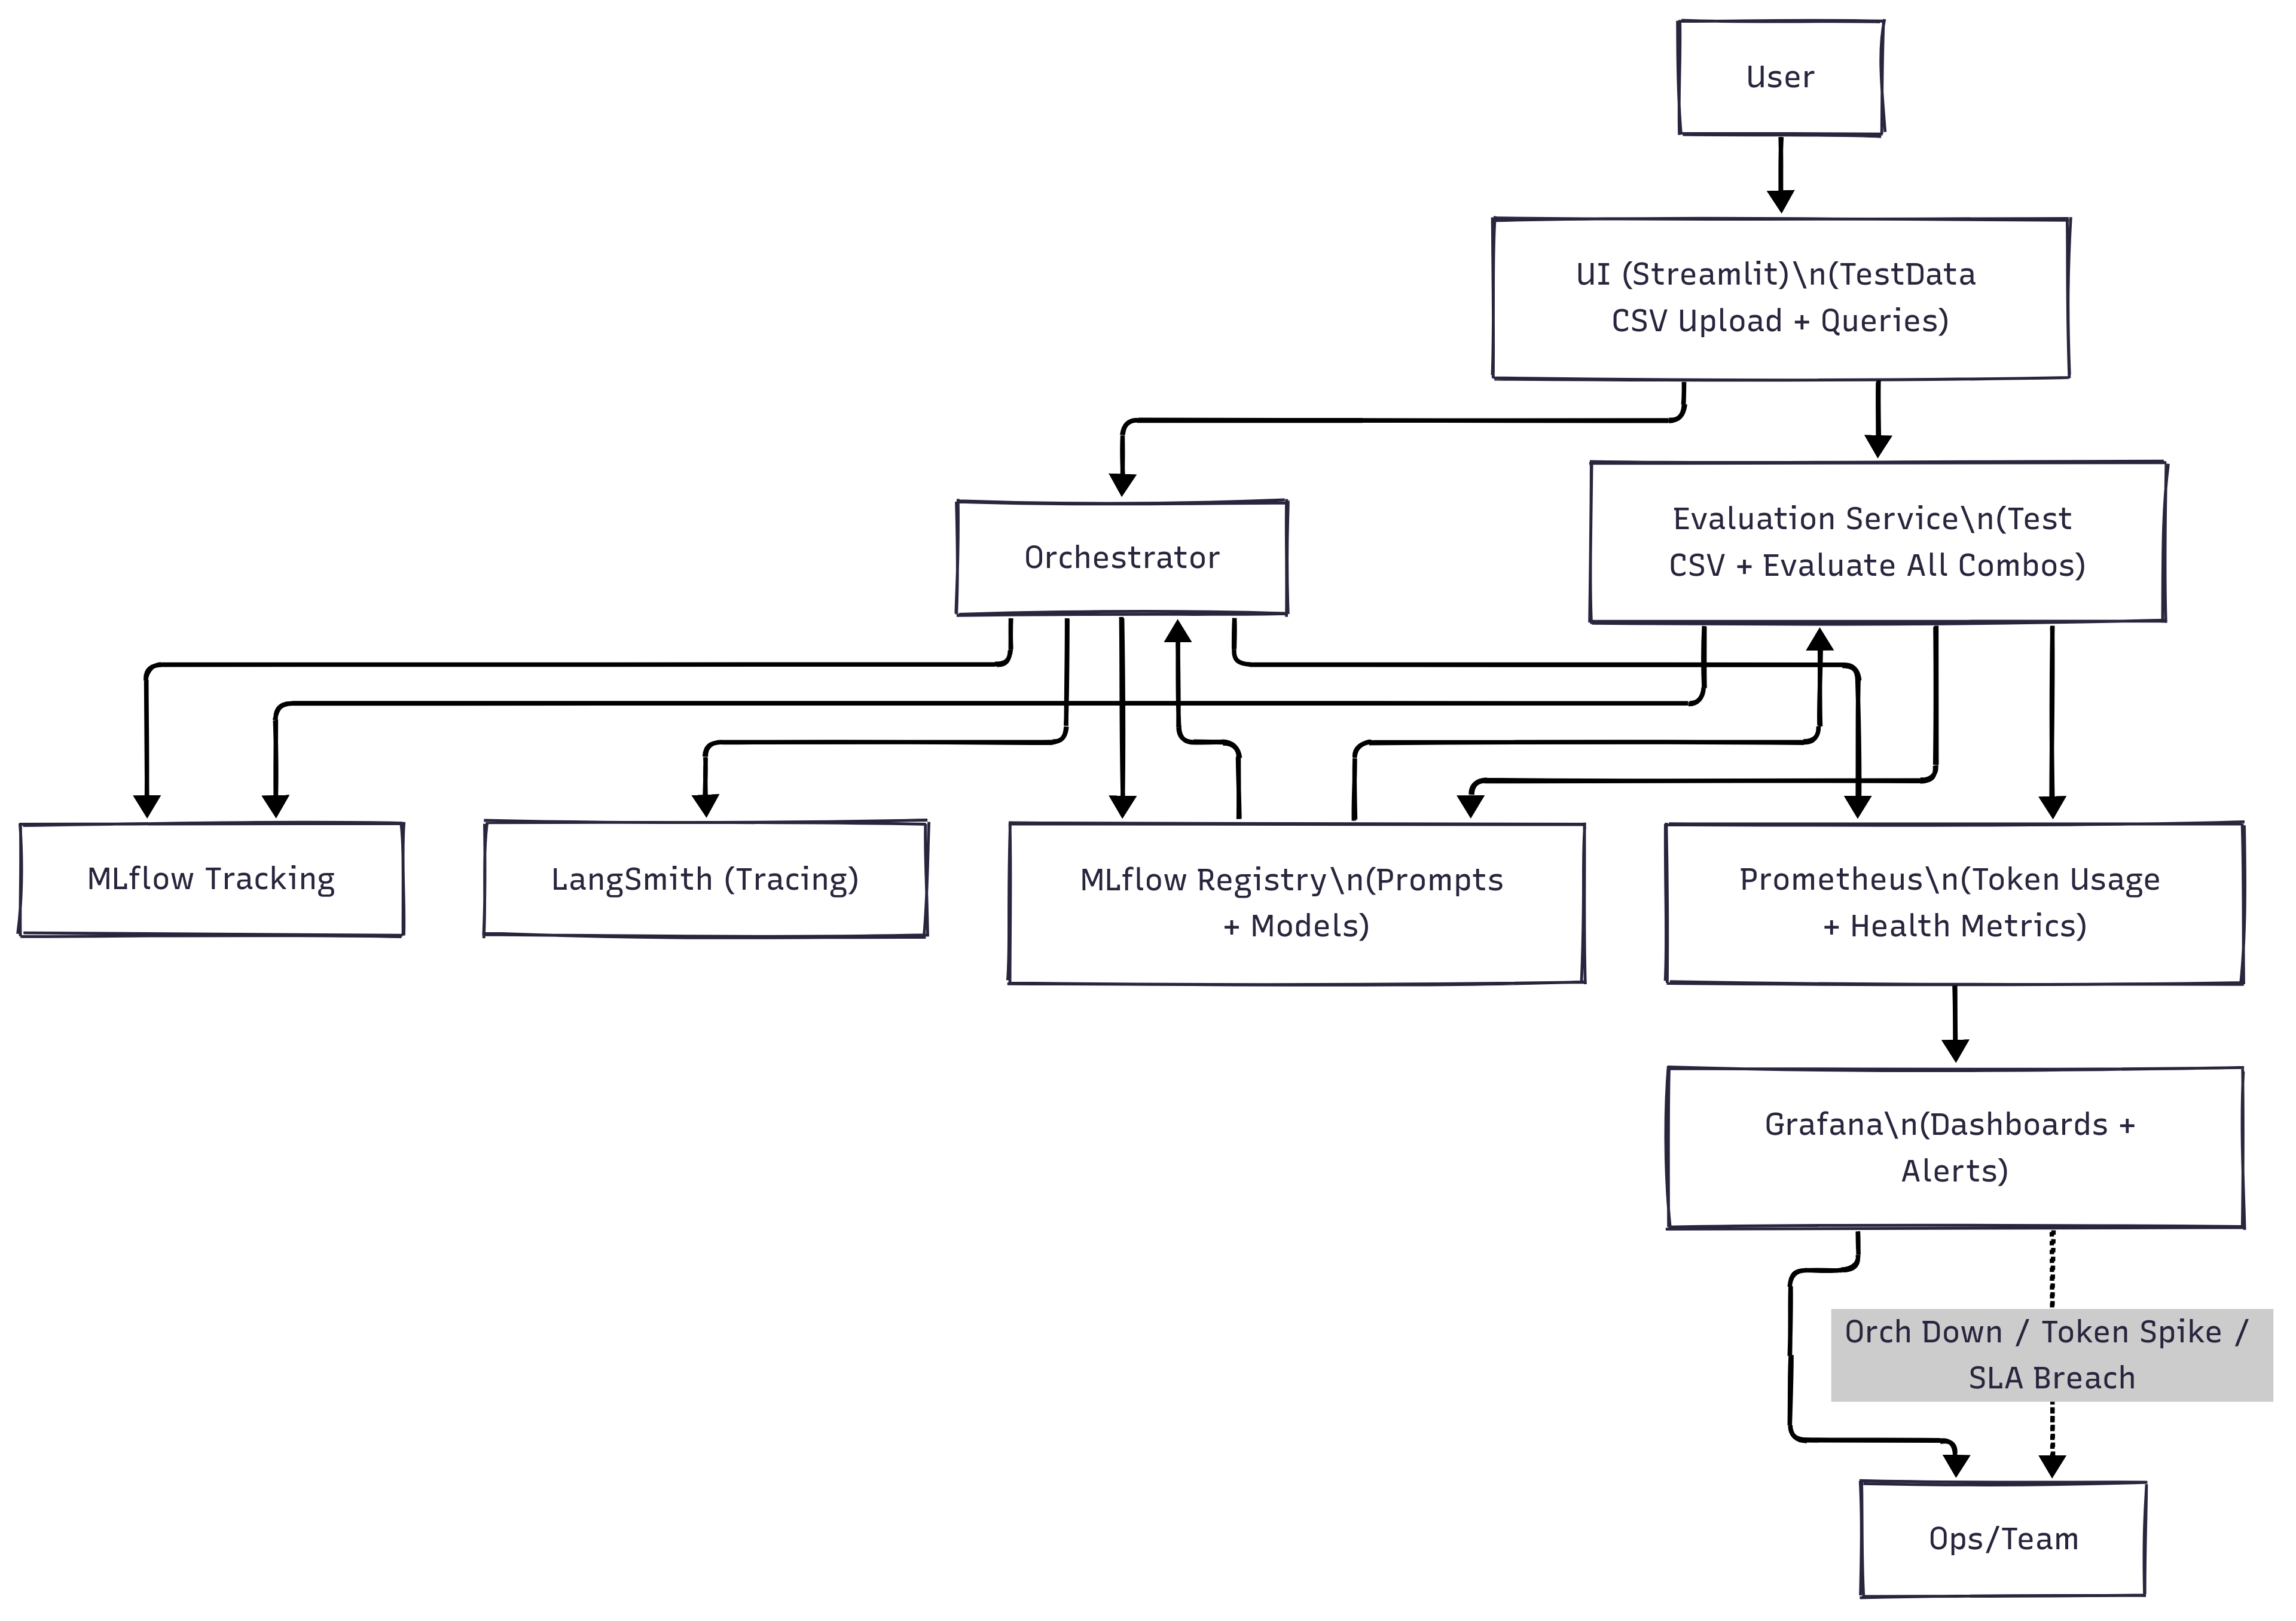 User
UI (Streamlit)\n(TestData
CSV Upload + Queries)
Orchestrator
Evaluation Service\n(Test
CSV + Evaluate All Combos)
MLflow Tracking
LangSmith (Tracing)
MLflow Registry\n(Prompts
+ Models)
Prometheus\n(Token Usage
+ Health Metrics)
Grafana\n(Dashboards +
Alerts)
Orch Down / Token Spike /
SLA Breach
Ops/Team